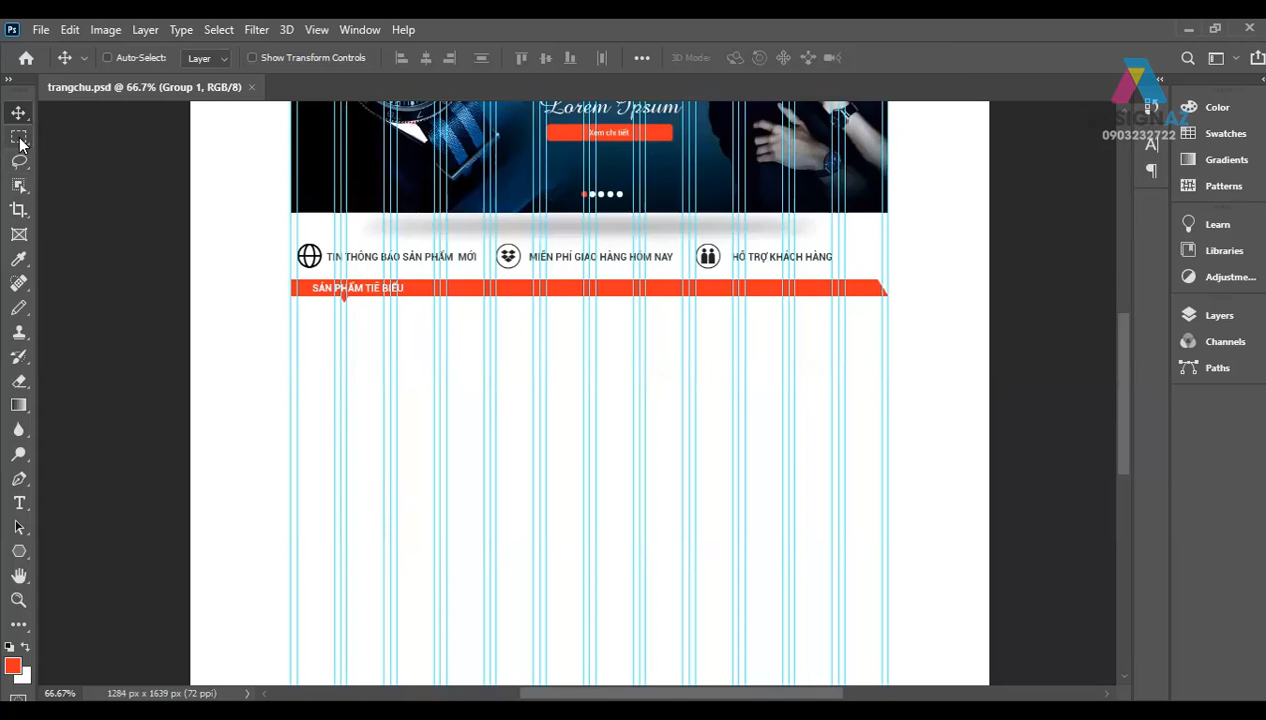 Ps File Edit Image Layer Type Select Filter 3D View Window Help
Auto-Select: Layer Show Transform Controls 3D Mode:
trangchu.psd @ 66.7% (Group 1, RGB/8)
SIGNAZ
0903232722
Color
Swatches
Gradients
Patterns
Learn
Libraries
Adjustme...
Layers
Channels
Paths
Lorem Ipsum
Xem chi tiết
TIN THÔNG BÁO SẢN PHẨM MỚI MIỄN PHÍ GIAO HÀNG HÔM NAY HỖ TRỢ KHÁCH HÀNG
SẢN PHẨM TIÊ BIỂU
66.67% 1284 px x 1639 px (72 ppi)